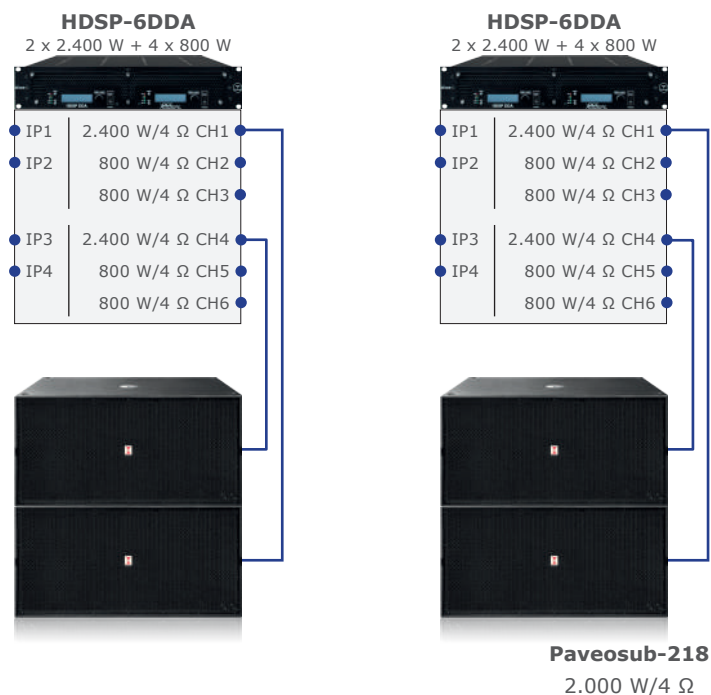 HDSP-6DDA
2 x 2.400 W + 4 x 800 W
IP1 2.400 W/4 Ω CH1
IP2 800 W/4 Ω CH2
800 W/4 Ω CH3
IP3 2.400 W/4 Ω CH4
IP4 800 W/4 Ω CH5
800 W/4 Ω CH6
HDSP-6DDA
2 x 2.400 W + 4 x 800 W
IP1 2.400 W/4 Ω CH1
IP2 800 W/4 Ω CH2
800 W/4 Ω CH3
IP3 2.400 W/4 Ω CH4
IP4 800 W/4 Ω CH5
800 W/4 Ω CH6
Paveosub-218
2.000 W/4 Ω